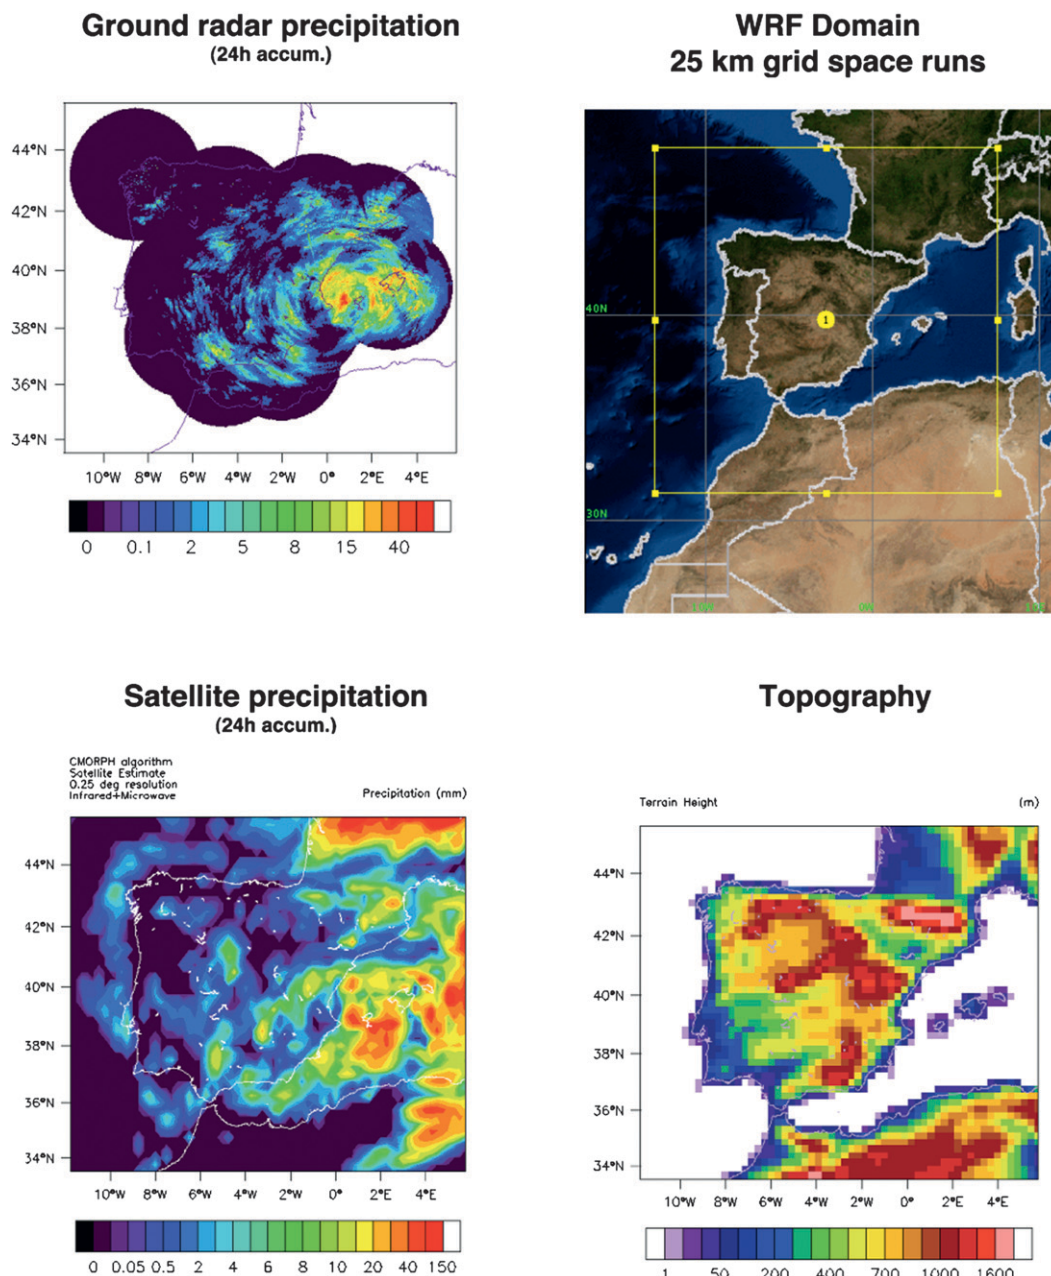 Ground radar precipitation
(24h accum.)
44°N
42°N
40°N
38°N
36°N
34°N
10°W 8°W 6°W 4°W 2°W 0° 2°E 4°E
0 0.1 2 5 8 15 40
WRF Domain
25 km grid space runs
40N
1
30N
0N
Satellite precipitation
(24h accum.)
CMORPH algorithm
Satellite Estimate
0.25 deg resolution
Infrared+Microwave
Precipitation (mm)
44°N
42°N
40°N
38°N
36°N
34°N
10°W 8°W 6°W 4°W 2°W 0° 2°E 4°E
0 0.05 0.5 2 4 6 8 10 20 40 150
Topography
Terrain Height (m)
44°N
42°N
40°N
38°N
36°N
34°N
10°W 8°W 6°W 4°W 2°W 0° 2°E 4°E
1 50 200 400 700 1000 1600